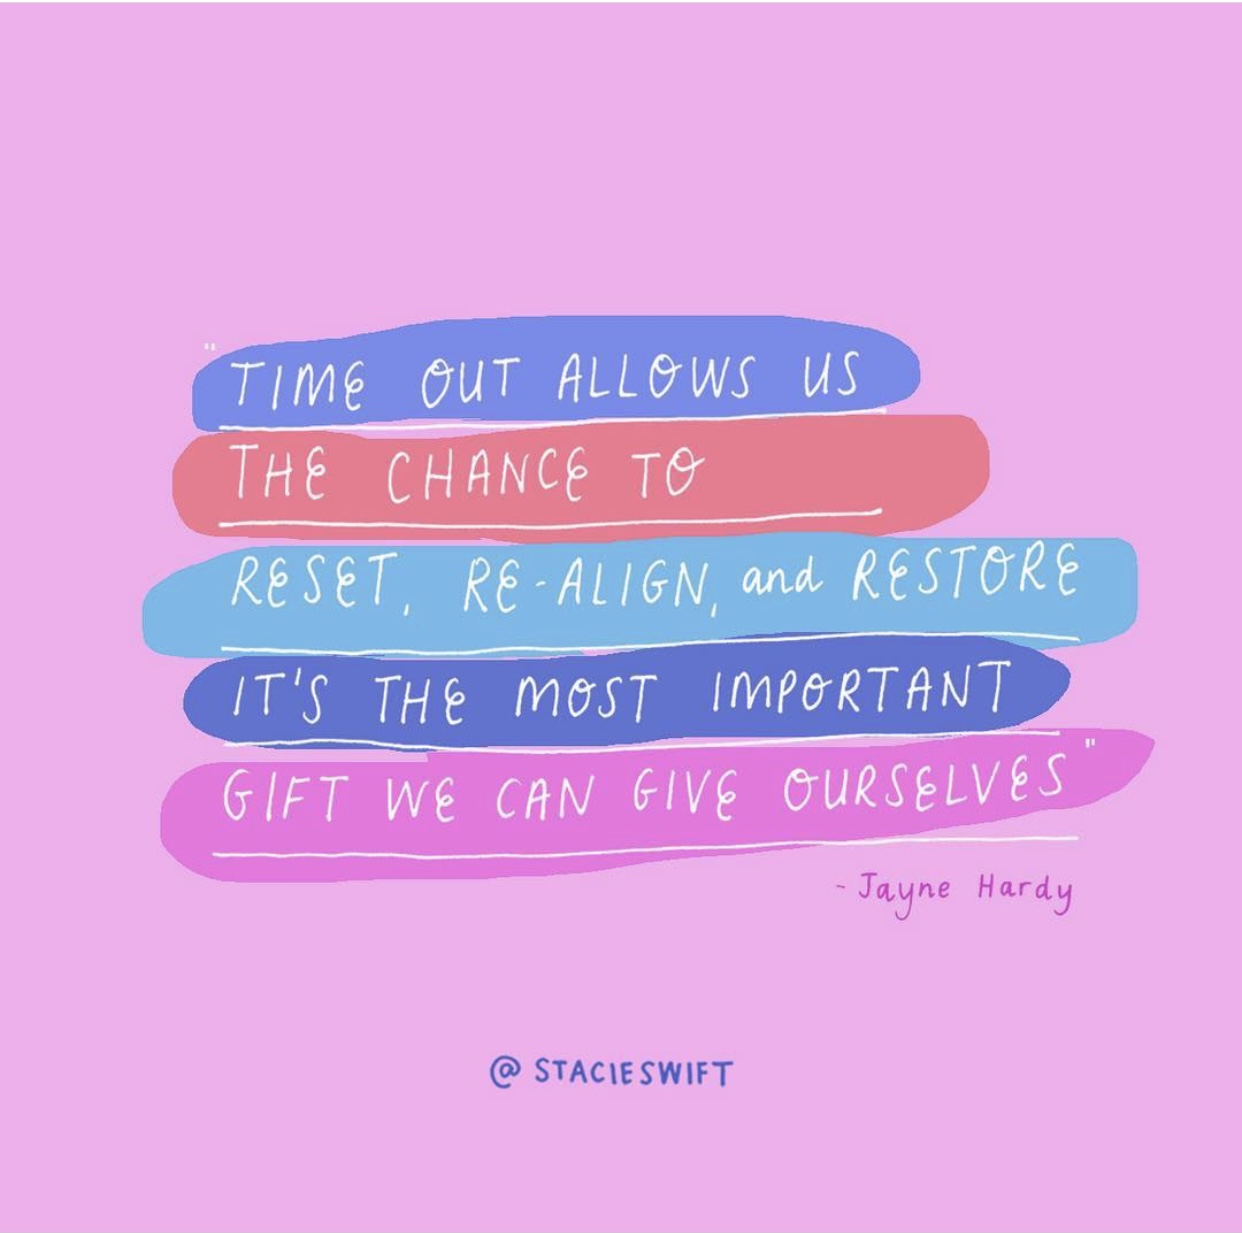 "TIME OUT ALLOWS US
THE CHANCE TO
RESET, RE-ALIGN, and RESTORE
IT'S THE MOST IMPORTANT
GIFT WE CAN GIVE OURSELVES"
- Jayne Hardy
@STACIESWIFT